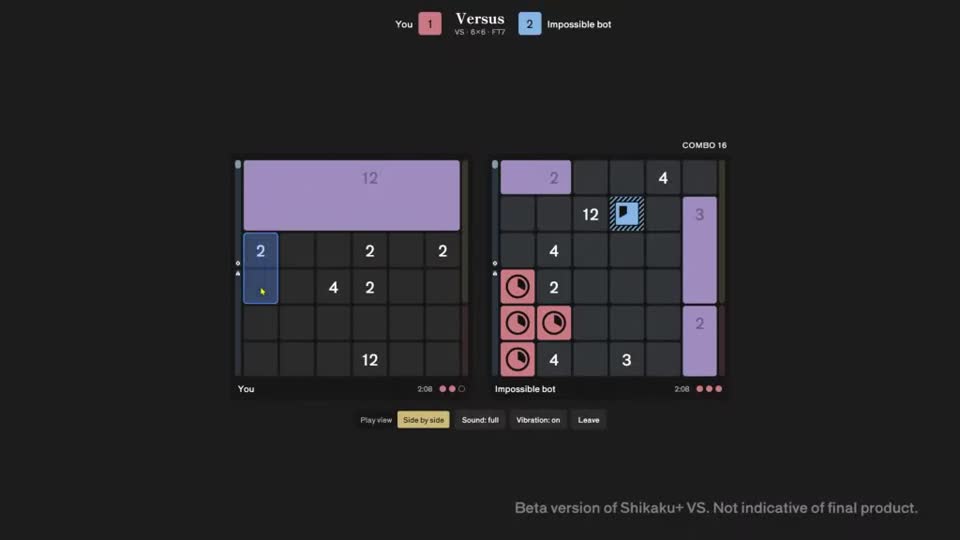 You 1 Versus 2 Impossible bot
VS · 6×6 · FT7
COMBO 16
12
2 2 2
4 2
12
2 4
12 3
4
2
2
4 3
You 2:08
Impossible bot 2:08
Play view Side by side Sound: full Vibration: on Leave
Beta version of Shikaku+ VS. Not indicative of final product.